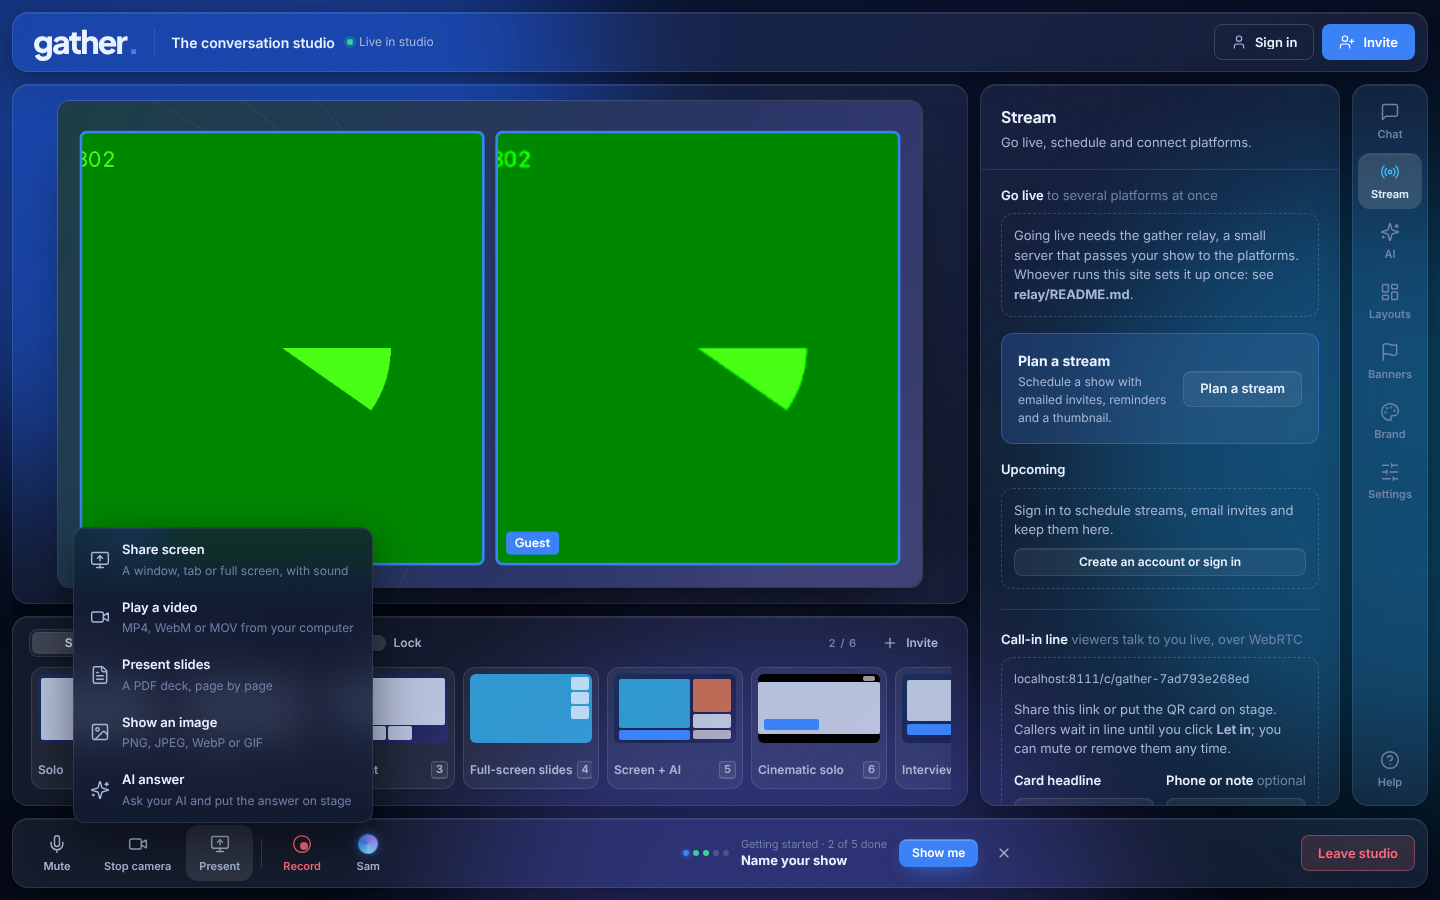 gather.
The conversation studio
Live in studio
Sign in
Invite
302
302
Guest
Share screen
A window, tab or full screen, with sound
Play a video
MP4, WebM or MOV from your computer
Present slides
A PDF deck, page by page
Show an image
PNG, JPEG, WebP or GIF
AI answer
Ask your AI and put the answer on stage
Lock
2 / 6
Invite
Solo
3
Full-screen slides 4
Screen + AI 5
Cinematic solo 6
Interview
Mute
Stop camera
Present
Record
Sam
Getting started · 2 of 5 done
Name your show
Show me
Leave studio
Stream
Go live, schedule and connect platforms.
Go live to several platforms at once
Going live needs the gather relay, a small
server that passes your show to the platforms.
Whoever runs this site sets it up once: see
relay/README.md.
Plan a stream
Schedule a show with
emailed invites, reminders
and a thumbnail.
Plan a stream
Upcoming
Sign in to schedule streams, email invites and
keep them here.
Create an account or sign in
Call-in line viewers talk to you live, over WebRTC
localhost:8111/c/gather-7ad793e268ed
Share this link or put the QR card on stage.
Callers wait in line until you click Let in; you
can mute or remove them any time.
Card headline
Phone or note optional
Chat
Stream
AI
Layouts
Banners
Brand
Settings
Help